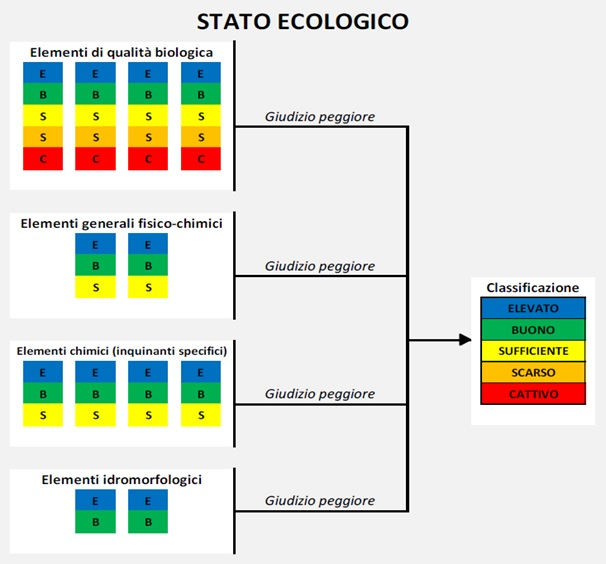 STATO ECOLOGICO
Elementi di qualità biologica
E E E E
B B B B
S S S S
S S S S
C C C C
Giudizio peggiore
Elementi generali fisico-chimici
E E
B B
S S
Giudizio peggiore
Elementi chimici (inquinanti specifici)
E E E E
B B B B
S S S S
Giudizio peggiore
Elementi idromorfologici
E E
B B
Giudizio peggiore
Classificazione
ELEVATO
BUONO
SUFFICIENTE
SCARSO
CATTIVO